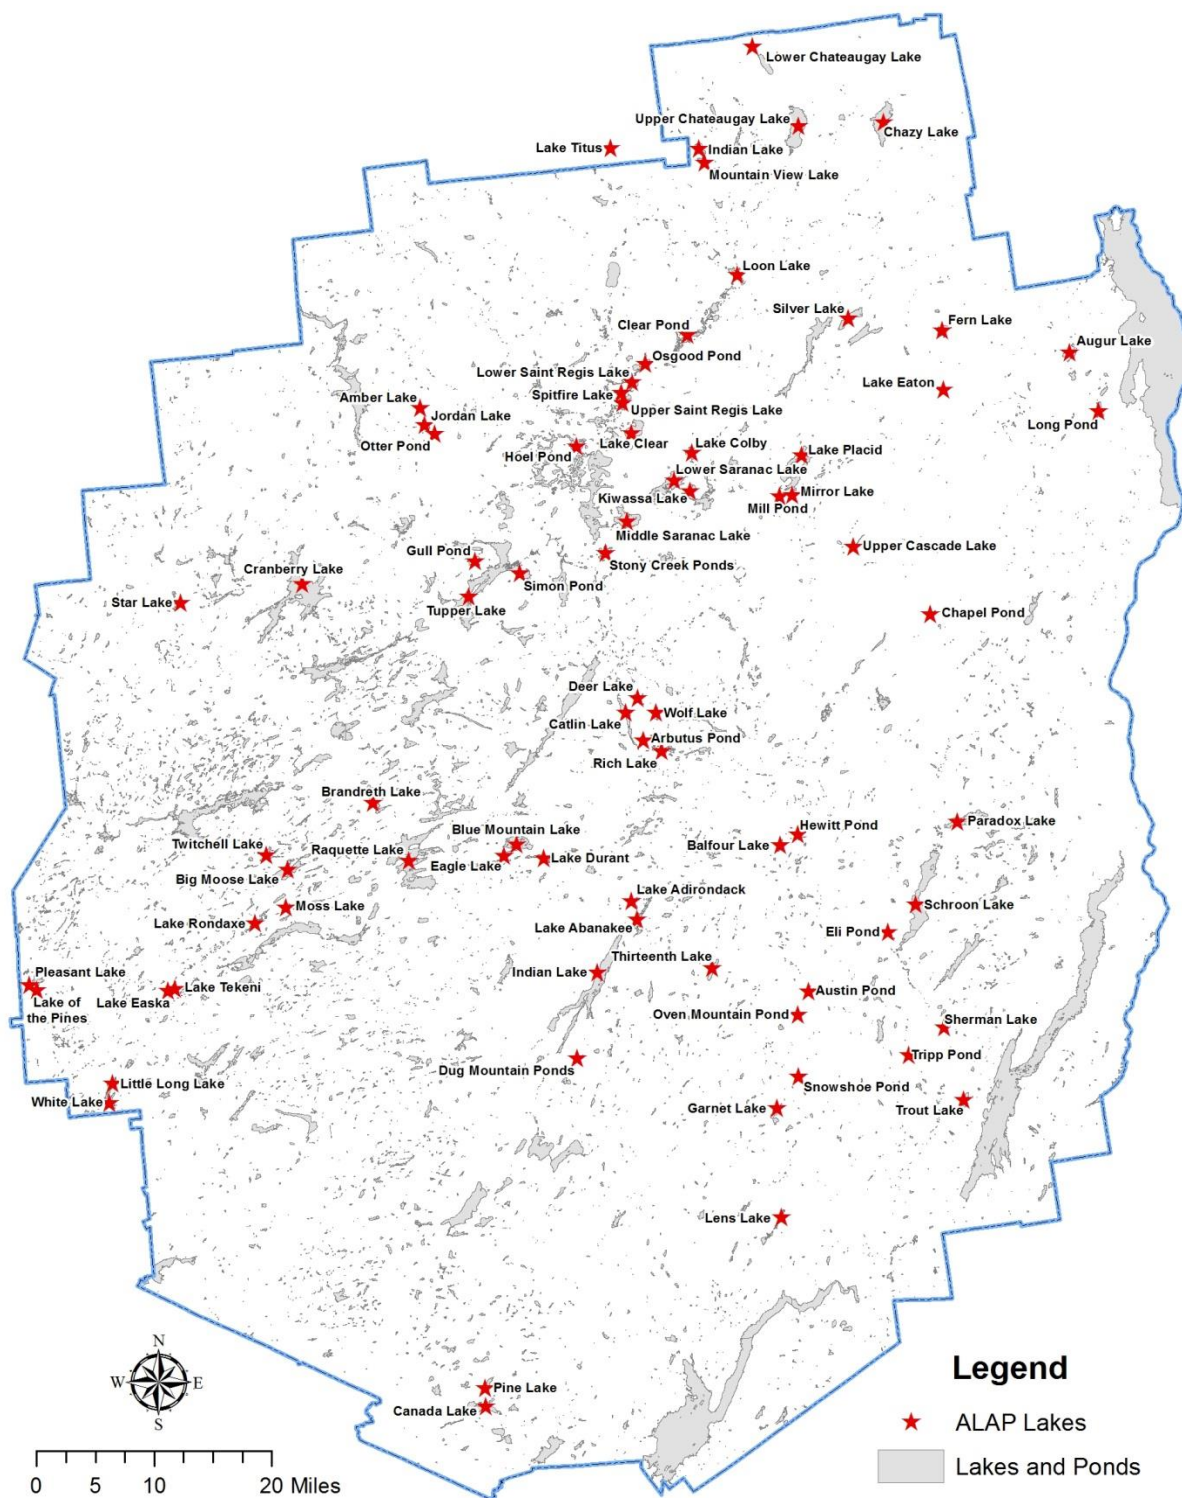 Lower Chateaugay Lake
Upper Chateaugay Lake
Chazy Lake
Lake Titus
Indian Lake
Mountain View Lake
Loon Lake
Silver Lake
Fern Lake
Clear Pond
Augur Lake
Osgood Pond
Lower Saint Regis Lake
Lake Eaton
Spitfire Lake
Amber Lake
Upper Saint Regis Lake
Jordan Lake
Long Pond
Otter Pond
Lake Clear
Lake Colby
Hoel Pond
Lake Placid
Lower Saranac Lake
Mirror Lake
Kiwassa Lake
Mill Pond
Middle Saranac Lake
Upper Cascade Lake
Gull Pond
Stony Creek Ponds
Cranberry Lake
Simon Pond
Star Lake
Tupper Lake
Chapel Pond
Deer Lake
Wolf Lake
Catlin Lake
Arbutus Pond
Rich Lake
Brandreth Lake
Paradox Lake
Hewitt Pond
Blue Mountain Lake
Twitchell Lake
Raquette Lake
Balfour Lake
Lake Durant
Eagle Lake
Big Moose Lake
Lake Adirondack
Moss Lake
Schroon Lake
Lake Rondaxe
Lake Abanakee
Eli Pond
Thirteenth Lake
Pleasant Lake
Indian Lake
Lake Tekeni
Austin Pond
Lake of
the Pines
Lake Easka
Oven Mountain Pond
Sherman Lake
Tripp Pond
Dug Mountain Ponds
Little Long Lake
Snowshoe Pond
White Lake
Garnet Lake
Trout Lake
Lens Lake
N
W
E
S
Pine Lake
Canada Lake
Legend
ALAP Lakes
Lakes and Ponds
0 5 10 20 Miles